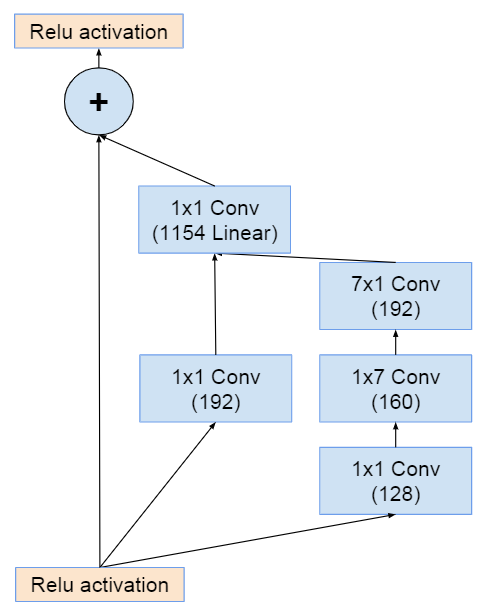 Relu activation
+
1x1 Conv
(1154 Linear)
7x1 Conv
(192)
1x1 Conv
(192)
1x7 Conv
(160)
1x1 Conv
(128)
Relu activation